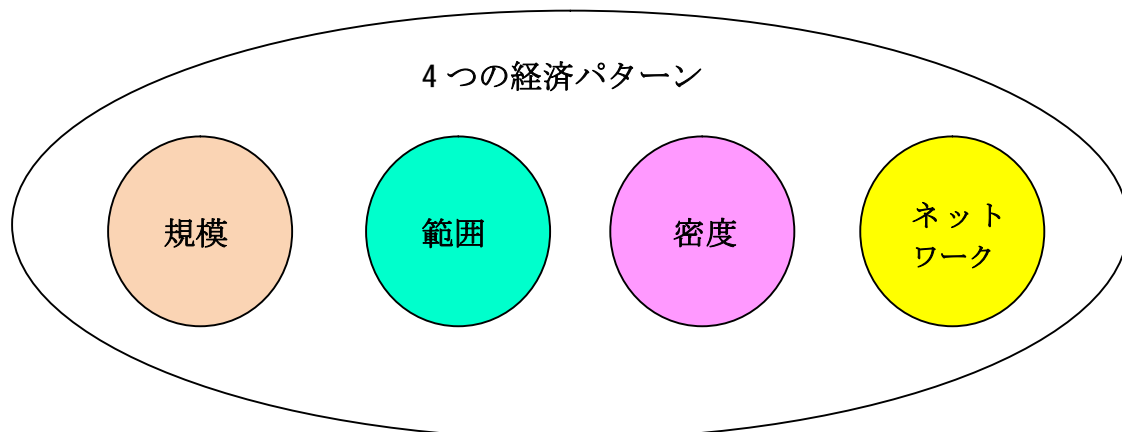 4つの経済パターン
規模
範囲
密度
ネット
ワーク